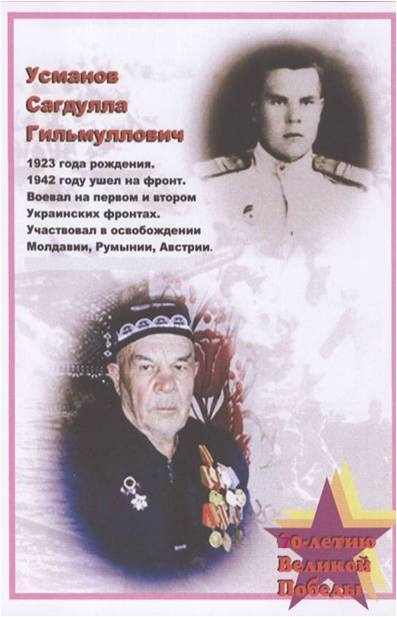 Усманов
Сагдулла
Гильмуллович
1923 года рождения.
1942 году ушел на фронт.
Воевал на первом и втором
Украинских фронтах.
Участвовал в освобождении
Молдавии, Румынии, Австрии.
70-летию
Великой
Победы